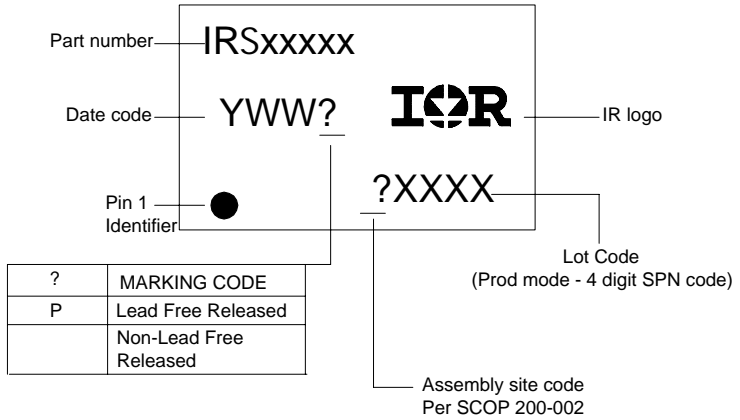 Part number
IRSxxxxx
Date code
YWW?
IOR
IR logo
Pin 1
Identifier
?XXXX
Lot Code
(Prod mode - 4 digit SPN code)
? MARKING CODE
P Lead Free Released
Non-Lead Free
Released
Assembly site code
Per SCOP 200-002